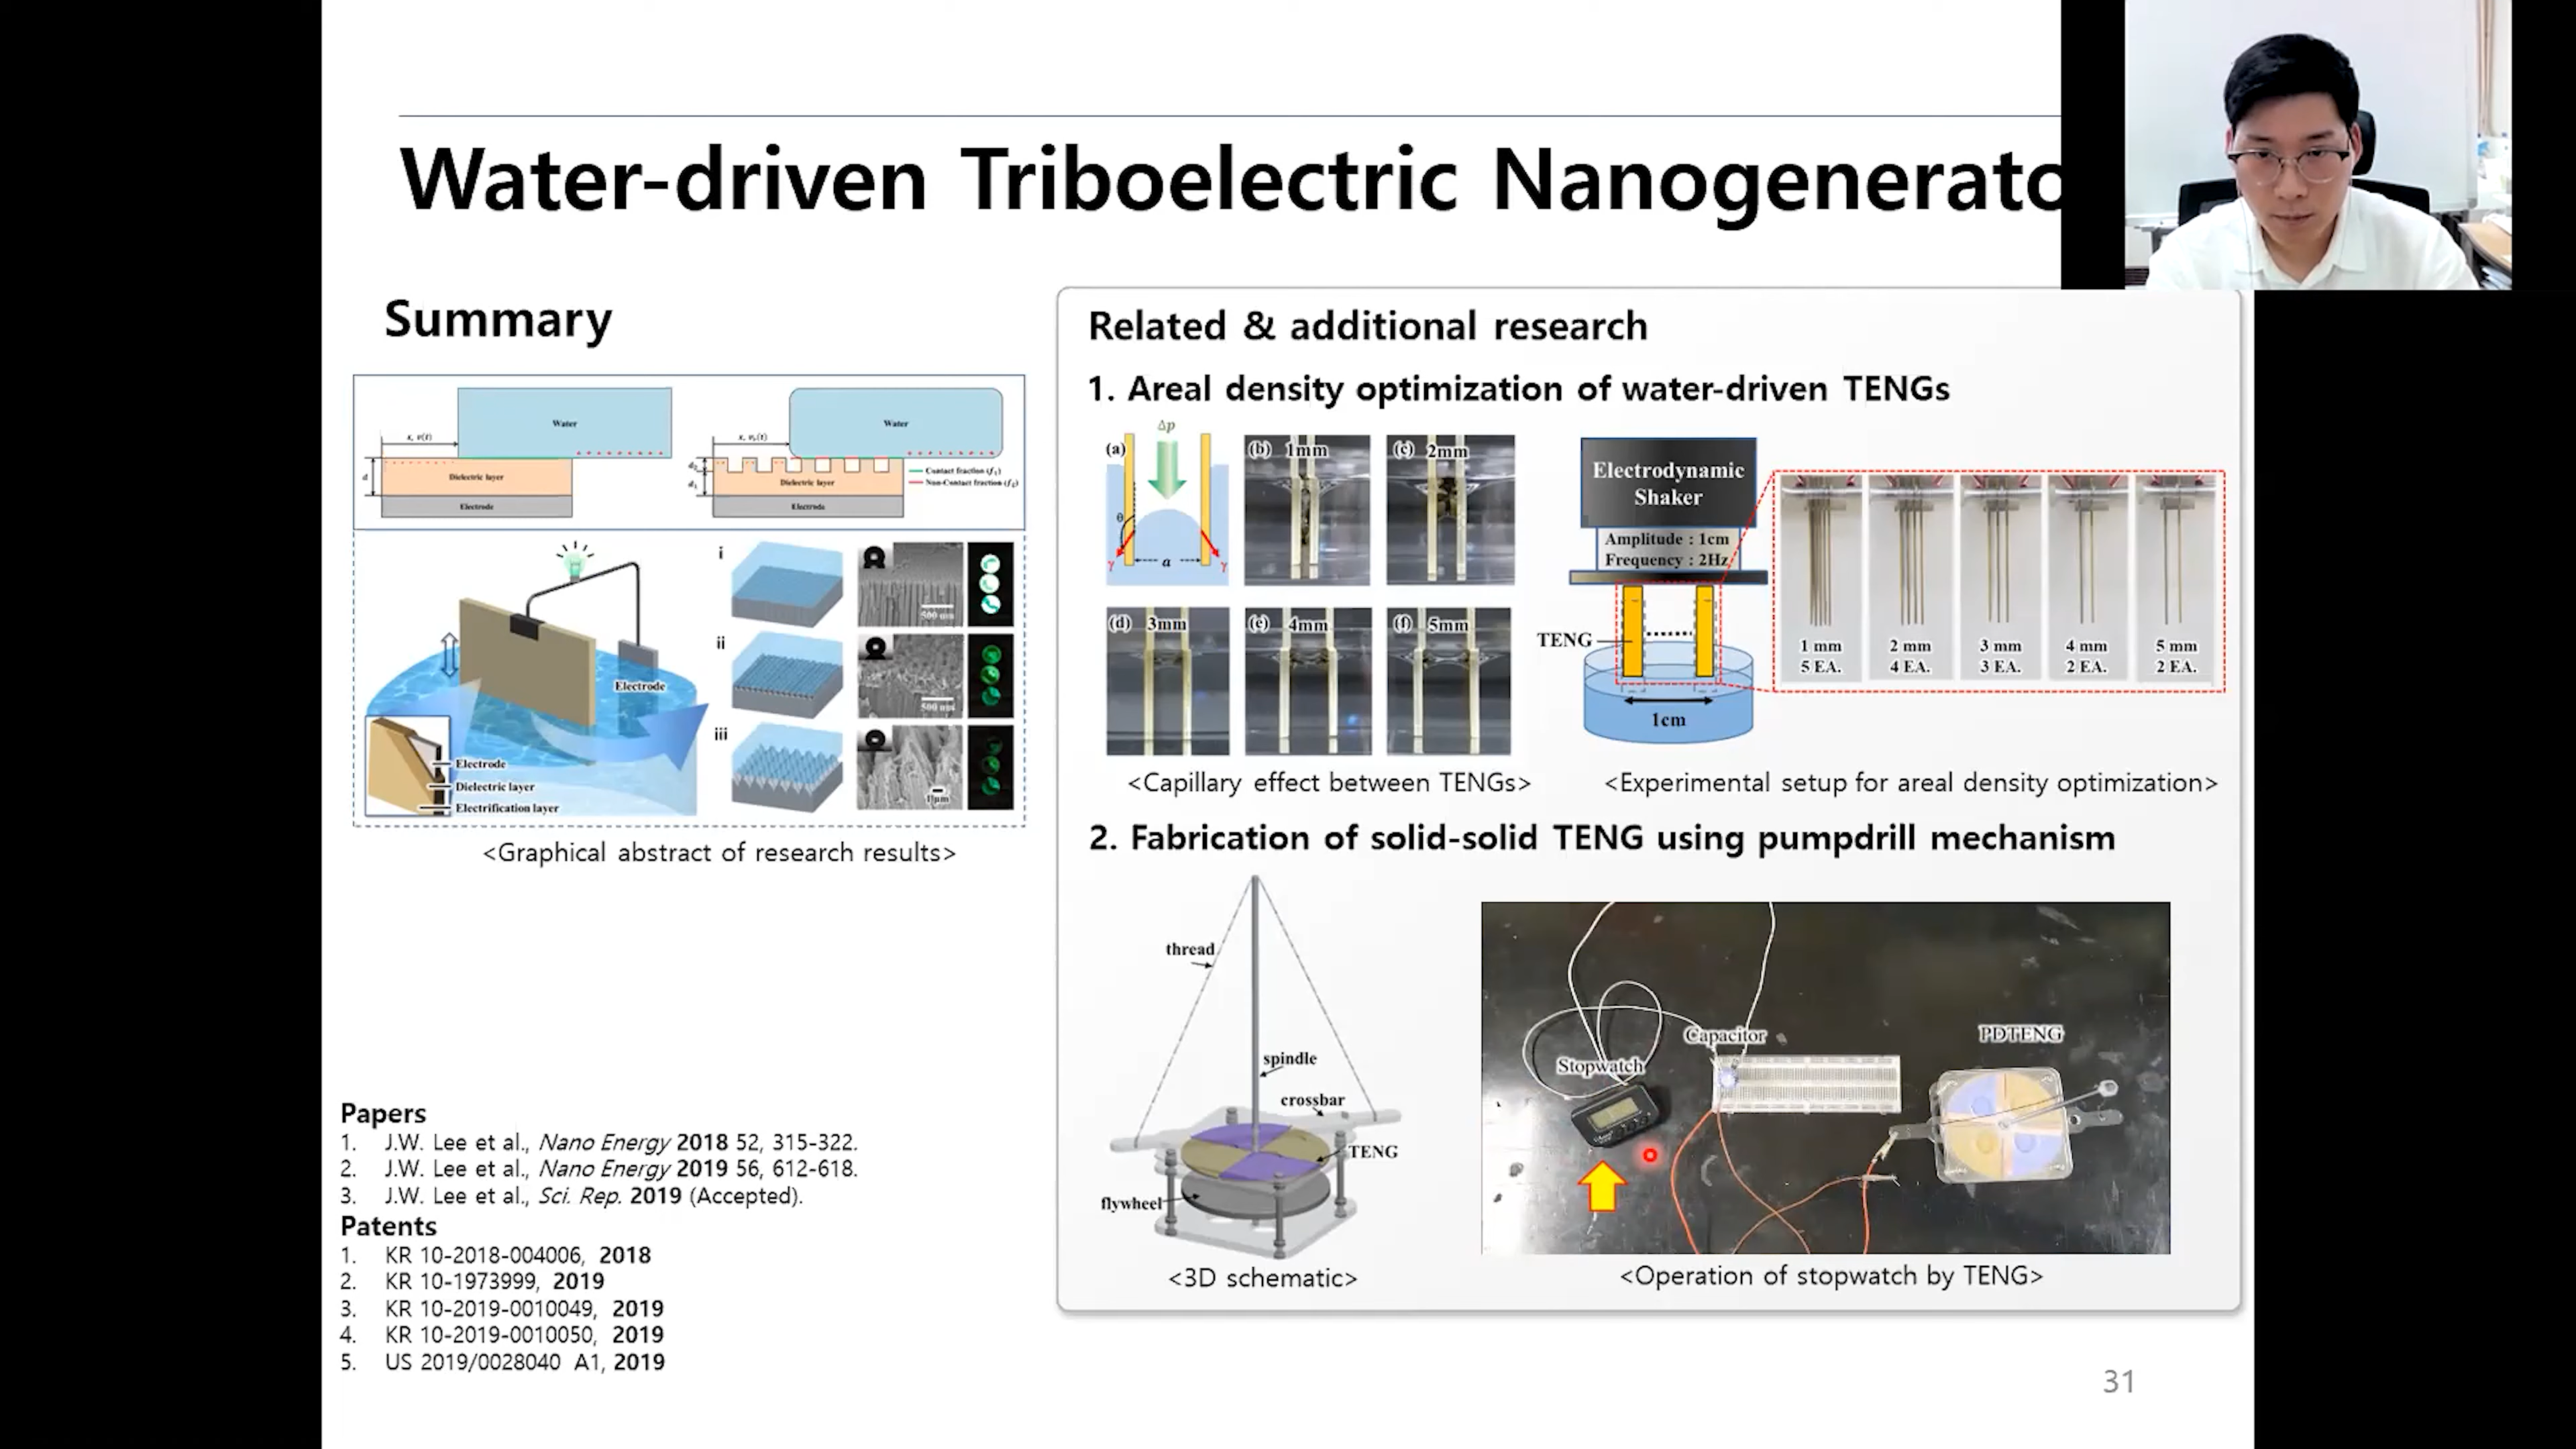 Water-driven Triboelectric Nanogenerato
Summary
Water
x, v(t)
d
Dielectric layer
Electrode
Water
Contact fraction (f1)
Non-Contact fraction (f2)
Dielectric layer
Electrode
Electrode
Electrode
Dielectric layer
Electrification layer
i
500 nm
ii
500 nm
iii
1μm
<Graphical abstract of research results>
Papers
1. J.W. Lee et al., Nano Energy 2018 52, 315-322.
2. J.W. Lee et al., Nano Energy 2019 56, 612-618.
3. J.W. Lee et al., Sci. Rep. 2019 (Accepted).
Patents
1. KR 10-2018-004006, 2018
2. KR 10-1973999, 2019
3. KR 10-2019-0010049, 2019
4. KR 10-2019-0010050, 2019
5. US 2019/0028040 A1, 2019
Related & additional research
1. Areal density optimization of water-driven TENGs
(a) Δp
θ
γ a γ
(b) 1mm
(c) 2mm
(d) 3mm
(e) 4mm
(f) 5mm
<Capillary effect between TENGs>
Electrodynamic
Shaker
Amplitude : 1cm
Frequency : 2Hz
TENG
1cm
1 mm
5 EA.
2 mm
4 EA.
3 mm
3 EA.
4 mm
2 EA.
5 mm
2 EA.
<Experimental setup for areal density optimization>
2. Fabrication of solid-solid TENG using pumpdrill mechanism
thread
spindle
crossbar
TENG
flywheel
<3D schematic>
Capacitor
PDTENG
Stopwatch
<Operation of stopwatch by TENG>
31